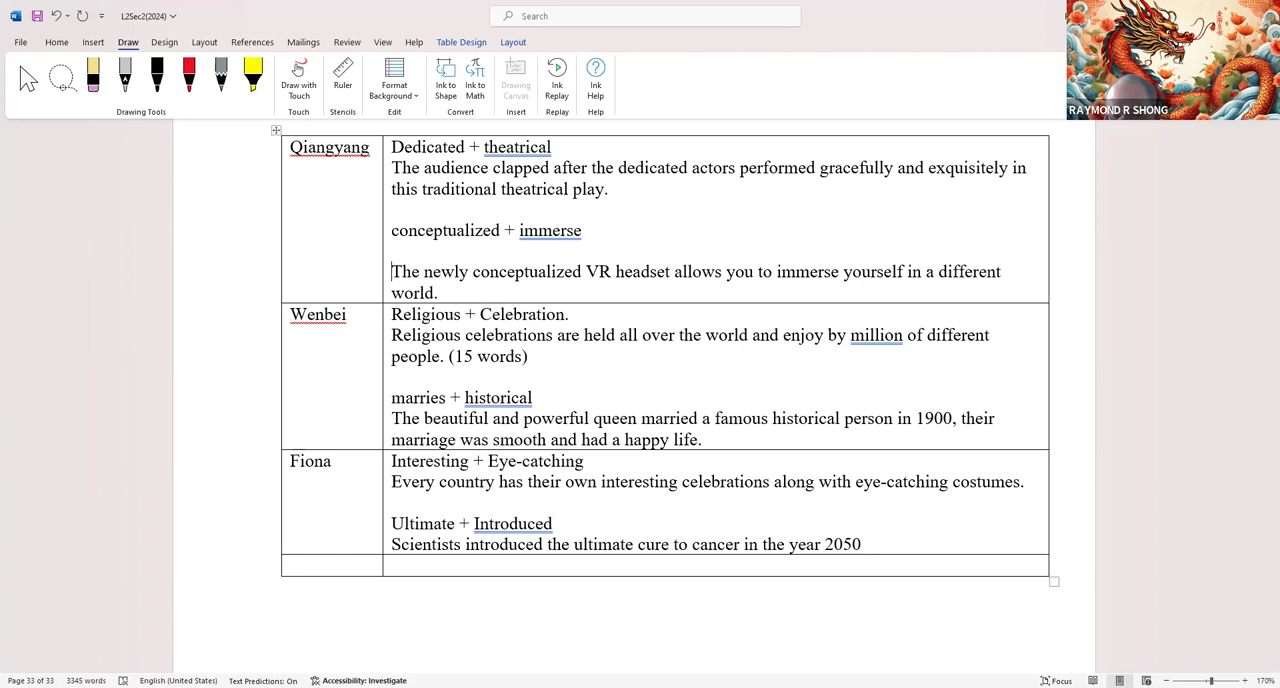 L2Sec2(2024)
Search
File Home Insert Draw Design Layout References Mailings Review View Help Table Design Layout
Draw with Touch
Ruler
Format Background
Ink to Shape
Ink to Math
Drawing Canvas
Ink Replay
Ink Help
Drawing Tools Touch Stencils Edit Convert Insert Replay Help
RAYMOND R SHONG
Qiangyang Dedicated + theatrical
The audience clapped after the dedicated actors performed gracefully and exquisitely in
this traditional theatrical play.
conceptualized + immerse
The newly conceptualized VR headset allows you to immerse yourself in a different
world.
Wenbei Religious + Celebration.
Religious celebrations are held all over the world and enjoy by million of different
people. (15 words)
marries + historical
The beautiful and powerful queen married a famous historical person in 1900, their
marriage was smooth and had a happy life.
Fiona Interesting + Eye-catching
Every country has their own interesting celebrations along with eye-catching costumes.
Ultimate + Introduced
Scientists introduced the ultimate cure to cancer in the year 2050
Page 33 of 33 3345 words English (United States) Text Predictions: On Accessibility: Investigate Focus 170%